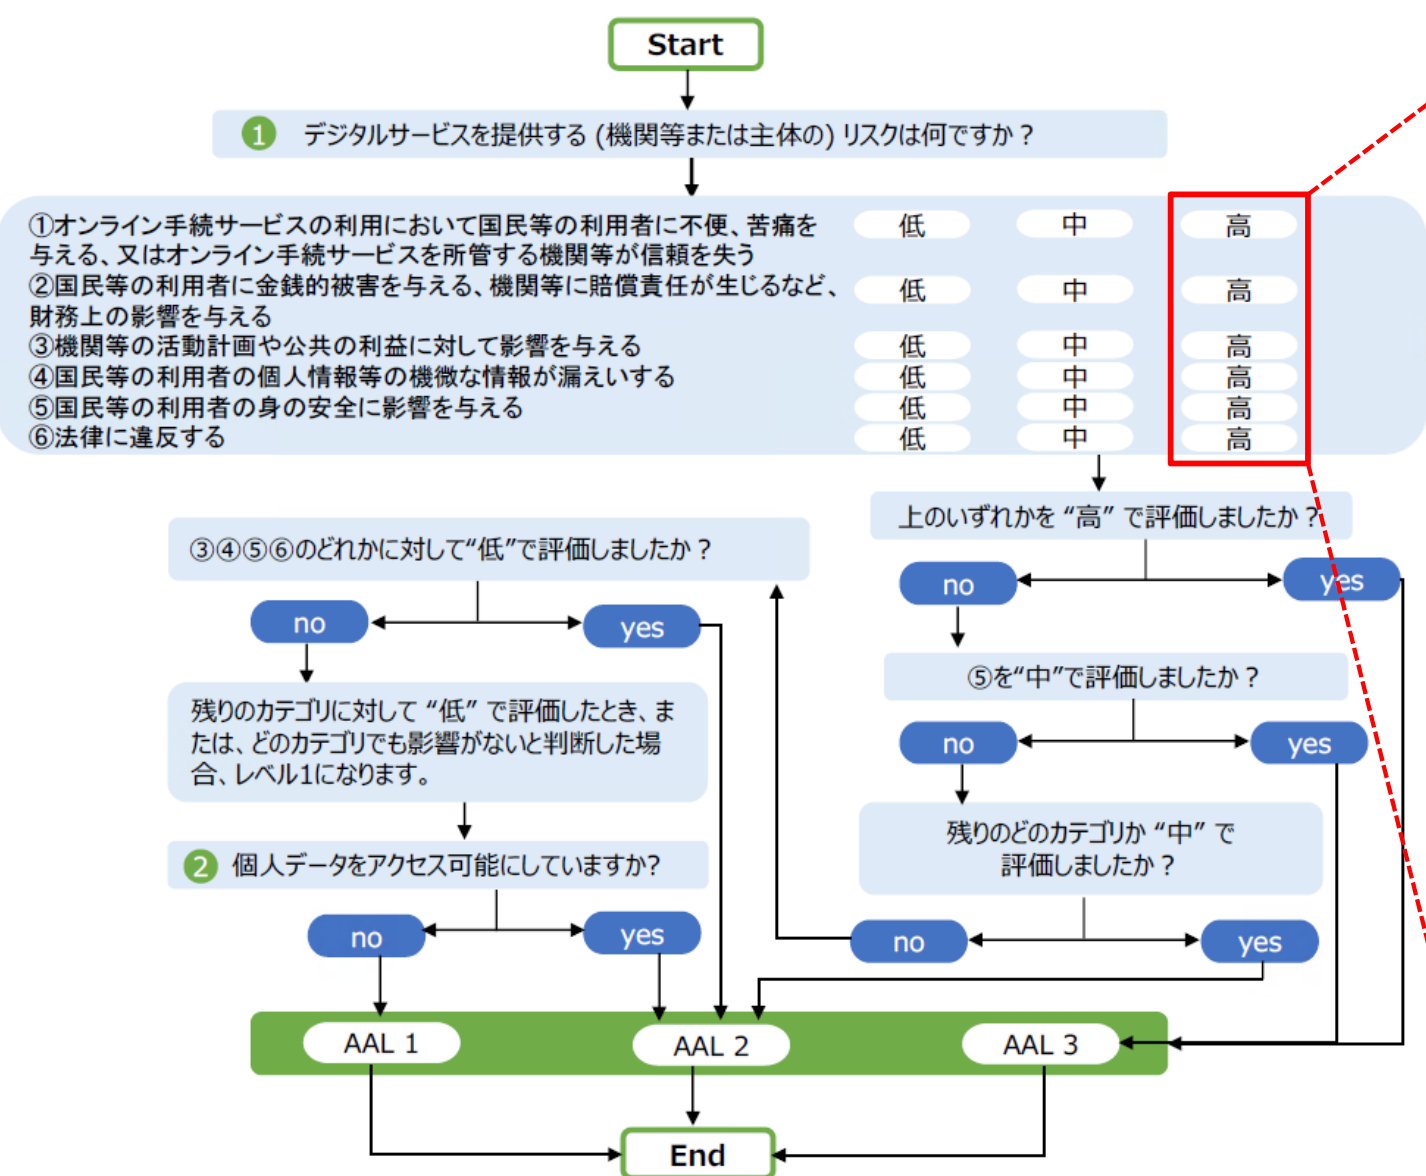 Start
1 デジタルサービスを提供する (機関等または主体の) リスクは何ですか？
①オンライン手続サービスの利用において国民等の利用者に不便、苦痛を 低 中 高
与える、又はオンライン手続サービスを所管する機関等が信頼を失う
②国民等の利用者に金銭的被害を与える、機関等に賠償責任が生じるなど、 低 中 高
財務上の影響を与える
③機関等の活動計画や公共の利益に対して影響を与える 低 中 高
④国民等の利用者の個人情報等の機微な情報が漏えいする 低 中 高
⑤国民等の利用者の身の安全に影響を与える 低 中 高
⑥法律に違反する 低 中 高
上のいずれかを “高” で評価しましたか？
no
yes
⑤を“中”で評価しましたか？
no
yes
残りのどのカテゴリか “中” で
評価しましたか？
no
yes
③④⑤⑥のどれかに対して“低”で評価しましたか？
no
yes
残りのカテゴリに対して “低” で評価したとき、ま
たは、どのカテゴリでも影響がないと判断した場
合、レベル1になります。
2 個人データをアクセス可能にしていますか?
no
yes
AAL 1
AAL 2
AAL 3
End